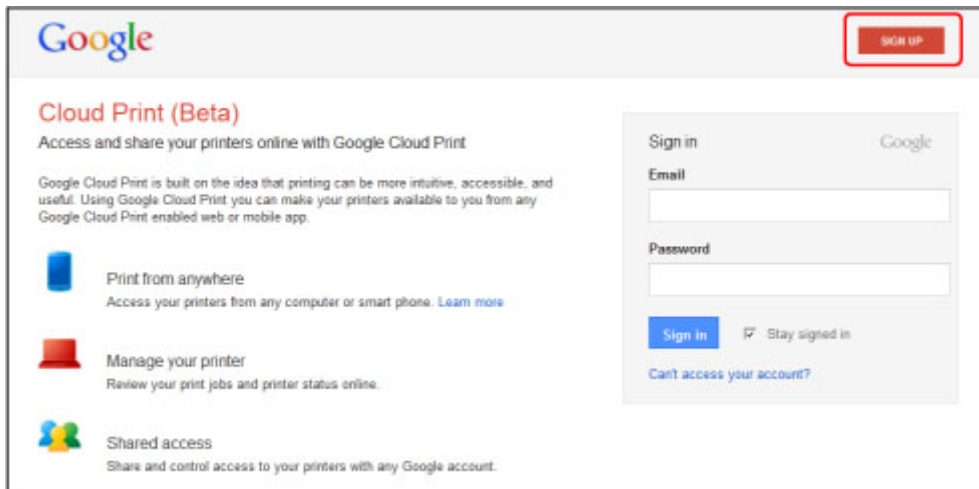 Google
SIGN UP
Cloud Print (Beta)
Access and share your printers online with Google Cloud Print
Google Cloud Print is built on the idea that printing can be more intuitive, accessible, and
useful. Using Google Cloud Print you can make your printers available to you from any
Google Cloud Print enabled web or mobile app.
Print from anywhere
Access your printers from any computer or smart phone. Learn more
Manage your printer
Review your print jobs and printer status online.
Shared access
Share and control access to your printers with any Google account.
Sign in
Google
Email
Password
Sign in
Stay signed in
Can't access your account?